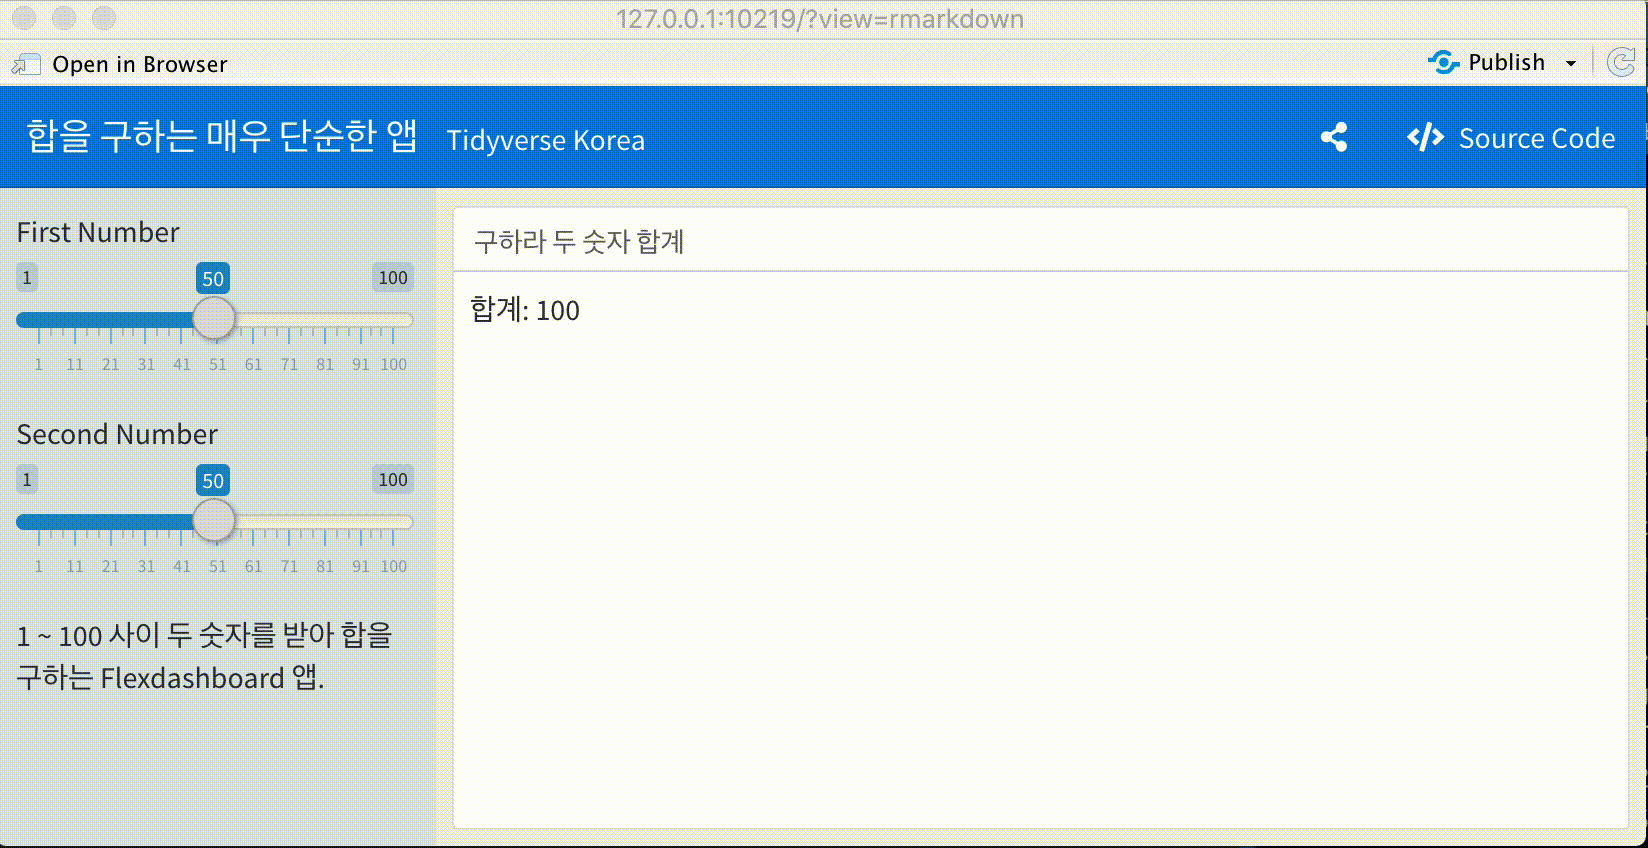 127.0.0.1:10219/?view=rmarkdown
Open in Browser
Publish
합을 구하는 매우 단순한 앱 Tidyverse Korea
Source Code
First Number
1 50 100
1 11 21 31 41 51 61 71 81 91 100
Second Number
1 50 100
1 11 21 31 41 51 61 71 81 91 100
1 ~ 100 사이 두 숫자를 받아 합을
구하는 Flexdashboard 앱.
구하라 두 숫자 합계
합계: 100